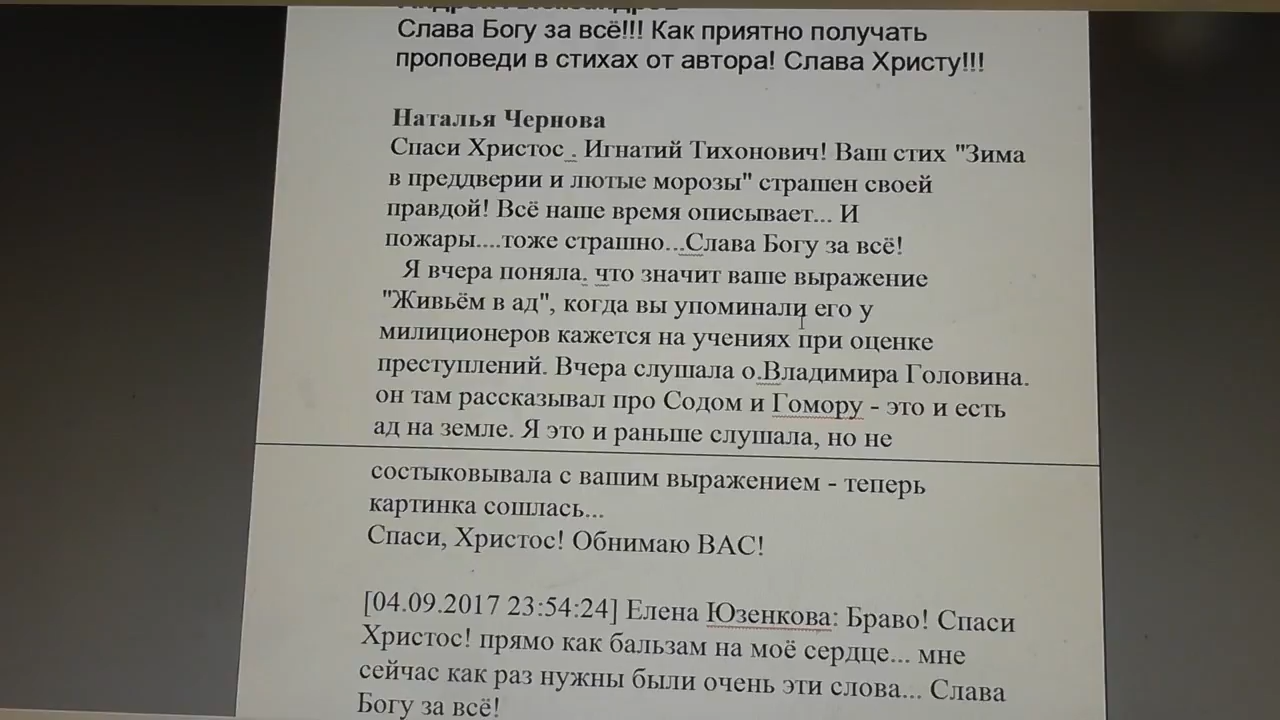 Слава Богу за всё!!! Как приятно получать
проповеди в стихах от автора! Слава Христу!!!
Наталья Чернова
Спаси Христос . Игнатий Тихонович! Ваш стих "Зима
в преддверии и лютые морозы" страшен своей
правдой! Всё наше время описывает... И
пожары....тоже страшно...Слава Богу за всё!
Я вчера поняла. что значит ваше выражение
"Живьём в ад", когда вы упоминали его у
милиционеров кажется на учениях при оценке
преступлений. Вчера слушала о.Владимира Головина.
он там рассказывал про Содом и Гомору - это и есть
ад на земле. Я это и раньше слушала, но не
состыковывала с вашим выражением - теперь
картинка сошлась...
Спаси, Христос! Обнимаю ВАС!
[04.09.2017 23:54:24] Елена Юзенкова: Браво! Спаси
Христос! прямо как бальзам на моё сердце... мне
сейчас как раз нужны были очень эти слова... Слава
Богу за всё!